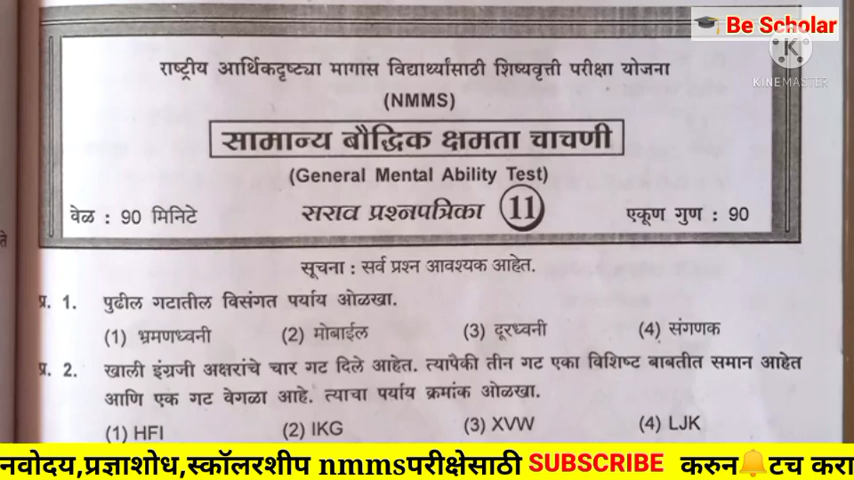 Be Scholar
K
KINEMASTER
राष्ट्रीय आर्थिकदृष्ट्या मागास विद्यार्थ्यांसाठी शिष्यवृत्ती परीक्षा योजना
(NMMS)
सामान्य बौद्धिक क्षमता चाचणी
(General Mental Ability Test)
वेळ : 90 मिनिटे सराव प्रश्नपत्रिका 11 एकूण गुण : 90
सूचना : सर्व प्रश्न आवश्यक आहेत.
प्र. 1. पुढील गटातील विसंगत पर्याय ओळखा.
(1) भ्रमणध्वनी (2) मोबाईल (3) दूरध्वनी (4) संगणक
प्र. 2. खाली इंग्रजी अक्षरांचे चार गट दिले आहेत. त्यापैकी तीन गट एका विशिष्ट बाबतीत समान आहेत
आणि एक गट वेगळा आहे. त्याचा पर्याय क्रमांक ओळखा.
(1) HFI (2) IKG (3) XVW (4) LJK
नवोदय,प्रज्ञाशोध,स्कॉलरशीप nmmsपरीक्षेसाठी SUBSCRIBE करुन🔔टच करा